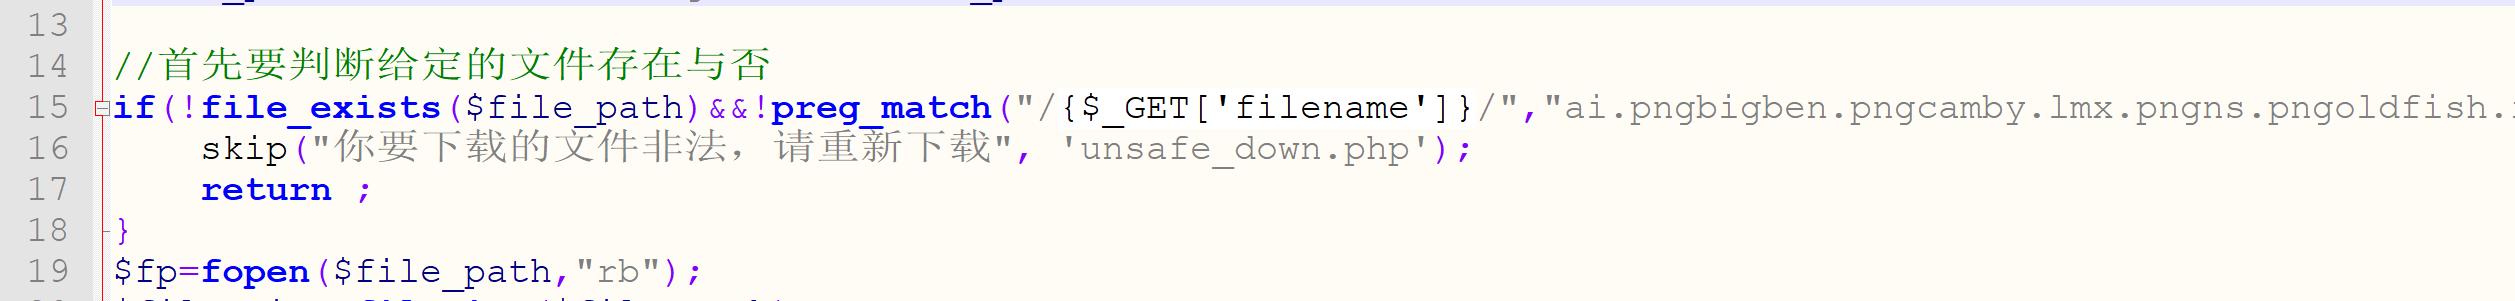 13
14 //首先要判断给定的文件存在与否
15 if(!file_exists($file_path)&&!preg_match("/{$_GET['filename']}/","ai.pngbigben.pngcamby.lmx.pngns.pngoldfish.
16 skip("你要下载的文件非法，请重新下载", 'unsafe_down.php');
17 return ;
18 }
19 $fp=fopen($file_path,"rb");